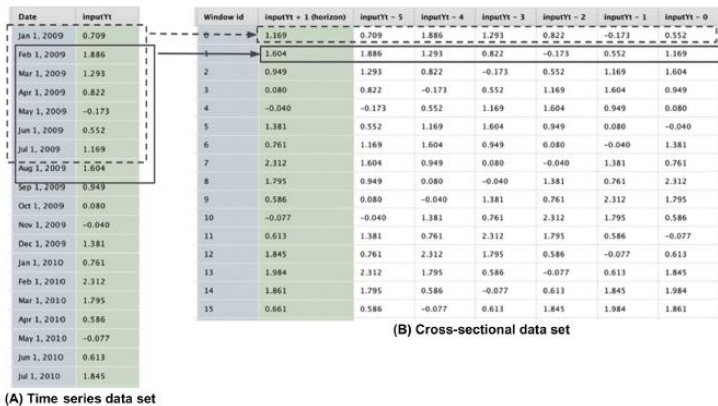 Date inputYt
Jan 1, 2009 0.709
Feb 1, 2009 1.886
Mar 1, 2009 1.293
Apr 1, 2009 0.822
May 1, 2009 -0.173
Jun 1, 2009 0.552
Jul 1, 2009 1.169
Aug 1, 2009 1.604
Sep 1, 2009 0.949
Oct 1, 2009 0.080
Nov 1, 2009 -0.040
Dec 1, 2009 1.381
Jan 1, 2010 0.761
Feb 1, 2010 2.312
Mar 1, 2010 1.795
Apr 1, 2010 0.586
May 1, 2010 -0.077
Jun 1, 2010 0.613
Jul 1, 2010 1.845
(A) Time series data set
Window id inputYt + 1 (horizon) inputYt - 5 inputYt - 4 inputYt - 3 inputYt - 2 inputYt - 1 inputYt - 0
0 1.169 0.709 1.886 1.293 0.822 -0.173 0.552
1 1.604 1.886 1.293 0.822 -0.173 0.552 1.169
2 0.949 1.293 0.822 -0.173 0.552 1.169 1.604
3 0.080 0.822 -0.173 0.552 1.169 1.604 0.949
4 -0.040 -0.173 0.552 1.169 1.604 0.949 0.080
5 1.381 0.552 1.169 1.604 0.949 0.080 -0.040
6 0.761 1.169 1.604 0.949 0.080 -0.040 1.381
7 2.312 1.604 0.949 0.080 -0.040 1.381 0.761
8 1.795 0.949 0.080 -0.040 1.381 0.761 2.312
9 0.586 0.080 -0.040 1.381 0.761 2.312 1.795
10 -0.077 -0.040 1.381 0.761 2.312 1.795 0.586
11 0.613 1.381 0.761 2.312 1.795 0.586 -0.077
12 1.845 0.761 2.312 1.795 0.586 -0.077 0.613
13 1.984 2.312 1.795 0.586 -0.077 0.613 1.845
14 1.861 1.795 0.586 -0.077 0.613 1.845 1.984
15 0.661 0.586 -0.077 0.613 1.845 1.984 1.861
(B) Cross-sectional data set